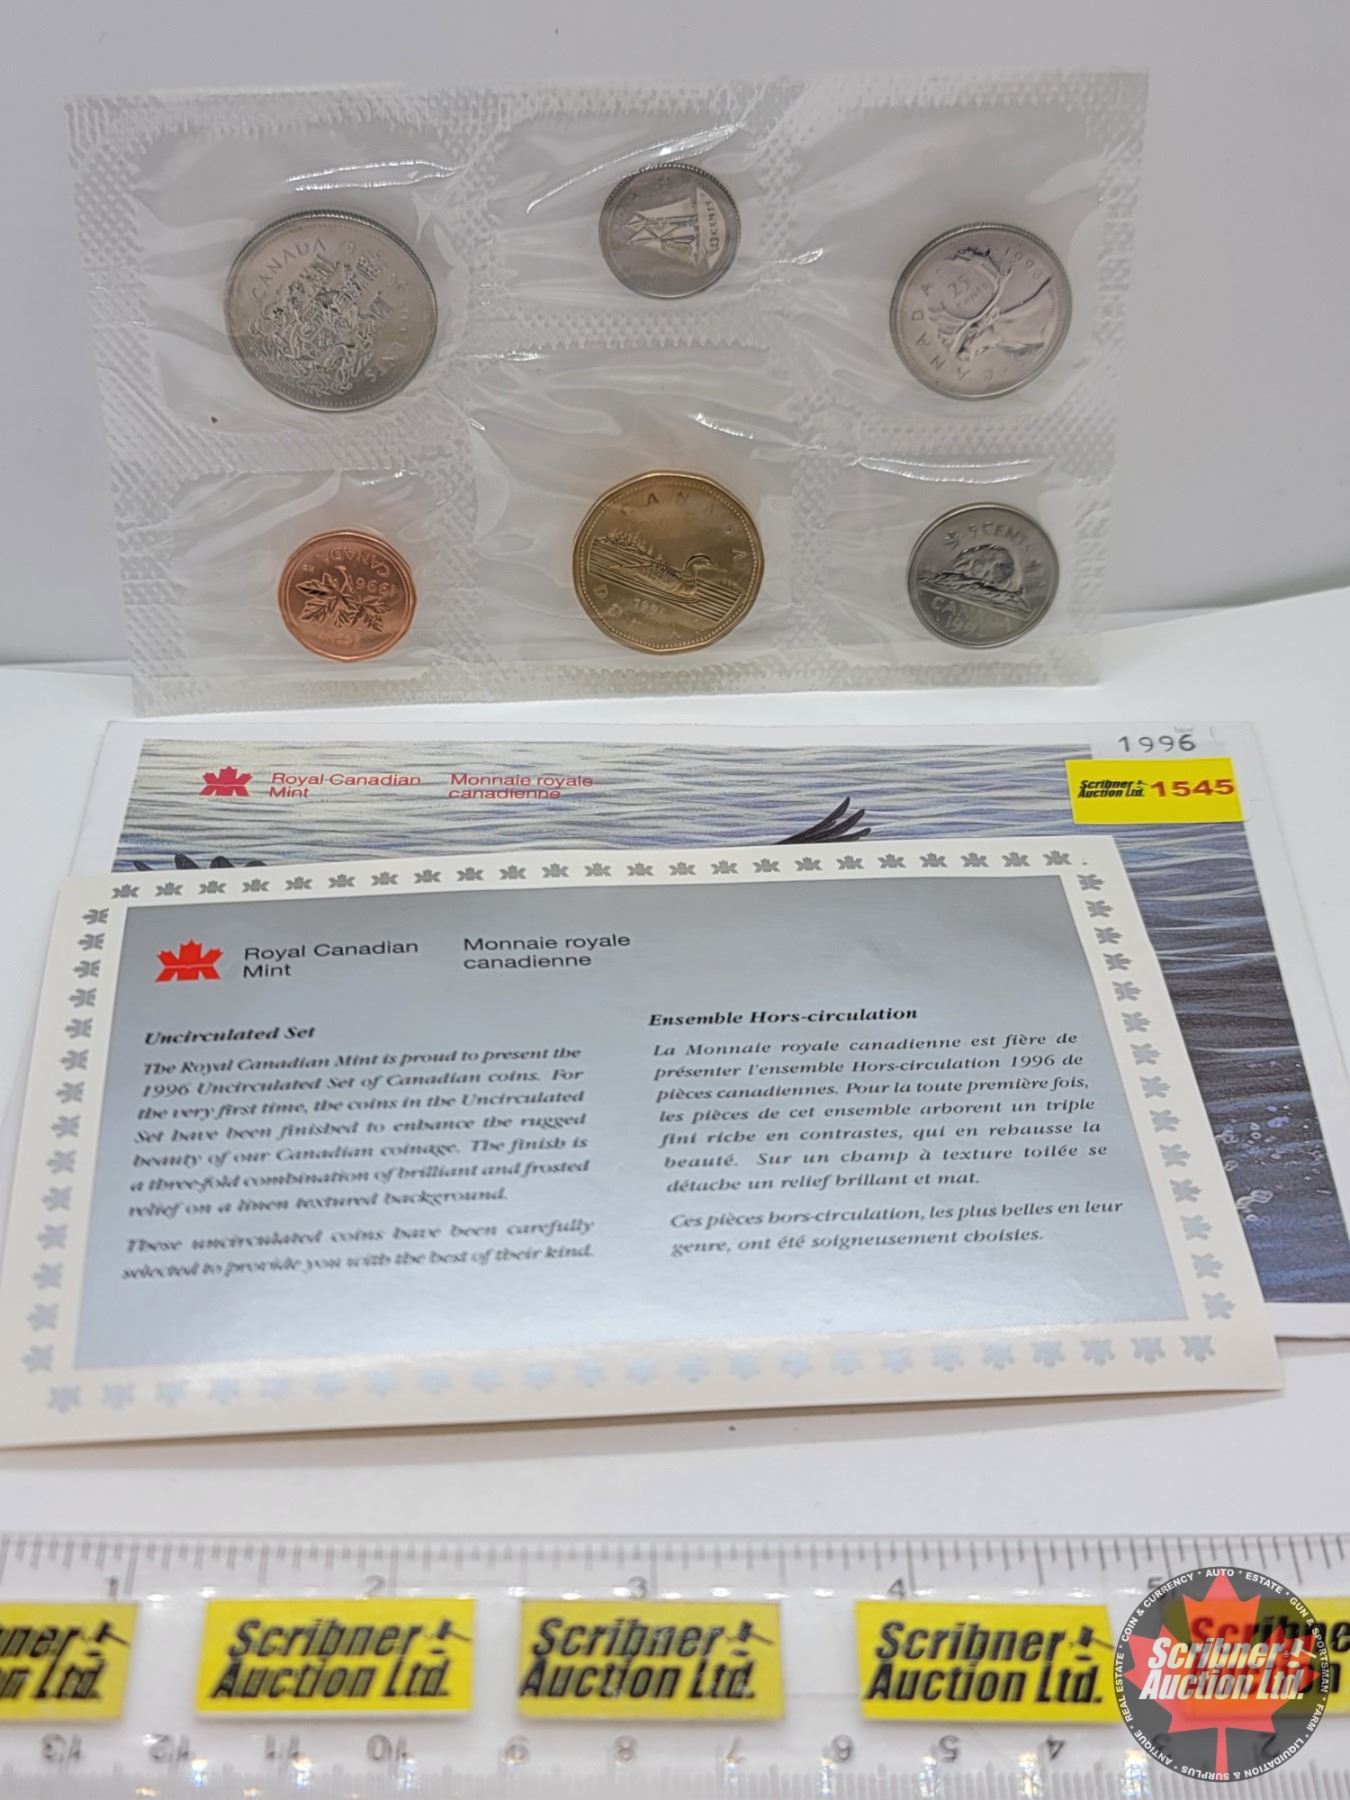 CANADA
50 CENTS
10 CENTS
CANADA 1996
25 cents
CANADA
1996
CANADA
1996
5 CENTS
CANADA
1996
Royal Canadian Mint
Monnaie royale canadienne
1996
Scribner Auction Ltd. 1545
Royal Canadian
Mint
Monnaie royale
canadienne
Uncirculated Set
The Royal Canadian Mint is proud to present the
1996 Uncirculated Set of Canadian coins. For
the very first time, the coins in the Uncirculated
Set have been finished to enhance the rugged
beauty of our Canadian coinage. The finish is
a three-fold combination of brilliant and frosted
relief on a linen textured background.
These uncirculated coins have been carefully
selected to provide you with the best of their kind.
Ensemble Hors-circulation
La Monnaie royale canadienne est fière de
présenter l'ensemble Hors-circulation 1996 de
pièces canadiennes. Pour la toute première fois,
les pièces de cet ensemble arborent un triple
fini riche en contrastes, qui en rehausse la
beauté. Sur un champ à texture toilée se
détache un relief brillant et mat.
Ces pièces hors-circulation, les plus belles en leur
genre, ont été soigneusement choisies.
1 2 3 4 5
Scribner
Auction Ltd.
Scribner
Auction Ltd.
Scribner
Auction Ltd.
13 12 11 10 9 8 7 6 5 4 3 2
COIN & CURRENCY • AUTO • ESTATE • GUN & SPORTSMAN • FARM • LIQUIDATION & SURPLUS • ANTIQUE • REAL ESTATE
Scribner
Auction Ltd.